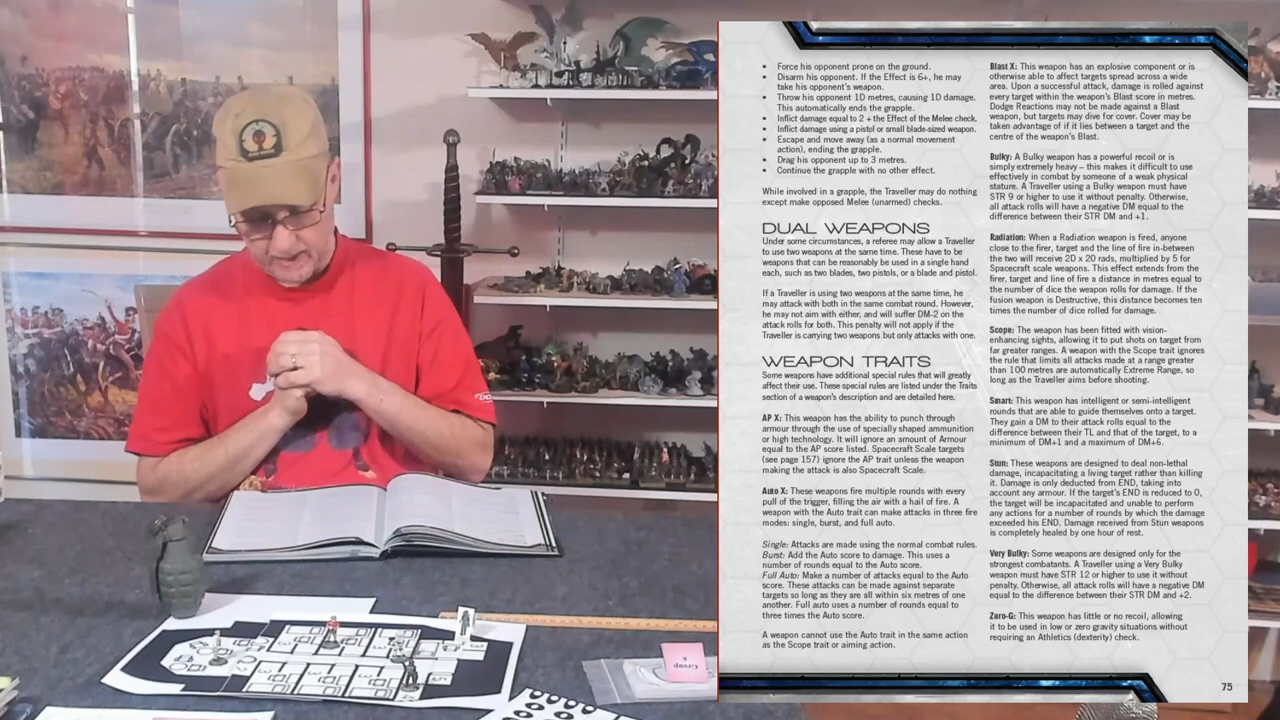 • Force his opponent prone on the ground.
• Disarm his opponent. If the Effect is 6+, he may
take his opponent's weapon.
• Throw his opponent 1D metres, causing 1D damage.
This automatically ends the grapple.
• Inflict damage equal to 2 + the Effect of the Melee check.
• Inflict damage using a pistol or small blade-sized weapon.
• Escape and move away (as a normal movement
action), ending the grapple.
• Drag his opponent up to 3 metres.
• Continue the grapple with no other effect.
While involved in a grapple, the Traveller may do nothing
except make opposed Melee (unarmed) checks.
DUAL WEAPONS
Under some circumstances, a referee may allow a Traveller
to use two weapons at the same time. These have to be
weapons that can be reasonably be used in a single hand
each, such as two blades, two pistols, or a blade and pistol.
If a Traveller is using two weapons at the same time, he
may attack with both in the same combat round. However,
he may not aim with either, and will suffer DM-2 on the
attack rolls for both. This penalty will not apply if the
Traveller is carrying two weapons but only attacks with one.
WEAPON TRAITS
Some weapons have additional special rules that will greatly
affect their use. These special rules are listed under the Traits
section of a weapon's description and are detailed here.
AP X: This weapon has the ability to punch through
armour through the use of specially shaped ammunition
or high technology. It will ignore an amount of Armour
equal to the AP score listed. Spacecraft Scale targets
(see page 157) ignore the AP trait unless the weapon
making the attack is also Spacecraft Scale.
Auto X: These weapons fire multiple rounds with every
pull of the trigger, filling the air with a hail of fire. A
weapon with the Auto trait can make attacks in three fire
modes: single, burst, and full auto.
Single: Attacks are made using the normal combat rules.
Burst: Add the Auto score to damage. This uses a
number of rounds equal to the Auto score.
Full Auto: Make a number of attacks equal to the Auto
score. These attacks can be made against separate
targets so long as they are all within six metres of one
another. Full auto uses a number of rounds equal to
three times the Auto score.
A weapon cannot use the Auto trait in the same action
as the Scope trait or aiming action.
Blast X: This weapon has an explosive component or is
otherwise able to affect targets spread across a wide
area. Upon a successful attack, damage is rolled against
every target within the weapon's Blast score in metres.
Dodge Reactions may not be made against a Blast
weapon, but targets may dive for cover. Cover may be
taken advantage of if it lies between a target and the
centre of the weapon's Blast.
Bulky: A Bulky weapon has a powerful recoil or is
simply extremely heavy – this makes it difficult to use
effectively in combat by someone of a weak physical
stature. A Traveller using a Bulky weapon must have
STR 9 or higher to use it without penalty. Otherwise,
all attack rolls will have a negative DM equal to the
difference between their STR DM and +1.
Radiation: When a Radiation weapon is fired, anyone
close to the firer, target and the line of fire in-between
the two will receive 2D x 20 rads, multiplied by 5 for
Spacecraft scale weapons. This effect extends from the
firer, target and line of fire a distance in metres equal to
the number of dice the weapon rolls for damage. If the
fusion weapon is Destructive, this distance becomes ten
times the number of dice rolled for damage.
Scope: The weapon has been fitted with vision-
enhancing sights, allowing it to put shots on target from
far greater ranges. A weapon with the Scope trait ignores
the rule that limits all attacks made at a range greater
than 100 metres are automatically Extreme Range, so
long as the Traveller aims before shooting.
Smart: This weapon has intelligent or semi-intelligent
rounds that are able to guide themselves onto a target.
They gain a DM to their attack rolls equal to the
difference between their TL and that of the target, to a
minimum of DM+1 and a maximum of DM+6.
Stun: These weapons are designed to deal non-lethal
damage, incapacitating a living target rather than killing
it. Damage is only deducted from END, taking into
account any armour. If the target's END is reduced to 0,
the target will be incapacitated and unable to perform
any actions for a number of rounds by which the damage
exceeded his END. Damage received from Stun weapons
is completely healed by one hour of rest.
Very Bulky: Some weapons are designed only for the
strongest combatants. A Traveller using a Very Bulky
weapon must have STR 12 or higher to use it without
penalty. Otherwise, all attack rolls will have a negative DM
equal to the difference between their STR DM and +2.
Zero-G: This weapon has little or no recoil, allowing
it to be used in low or zero gravity situations without
requiring an Athletics (dexterity) check.
75